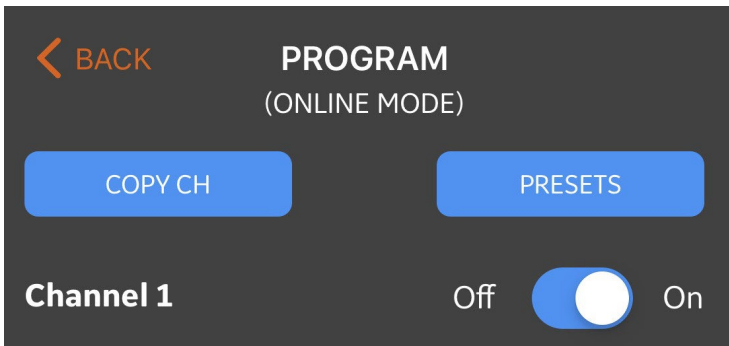 BACK PROGRAM
(ONLINE MODE)
COPY CH PRESETS
Channel 1 Off On